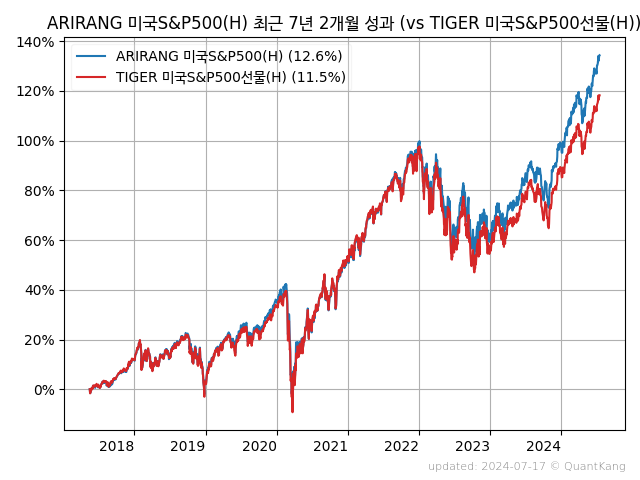 ARIRANG 미국S&P500(H) 최근 7년 2개월 성과 (vs TIGER 미국S&P500선물(H))
140%
ARIRANG 미국S&P500(H) (12.6%)
TIGER 미국S&P500선물(H) (11.5%)
120%
100%
80%
60%
40%
20%
0%
2018 2019 2020 2021 2022 2023 2024
updated: 2024-07-17 © QuantKang